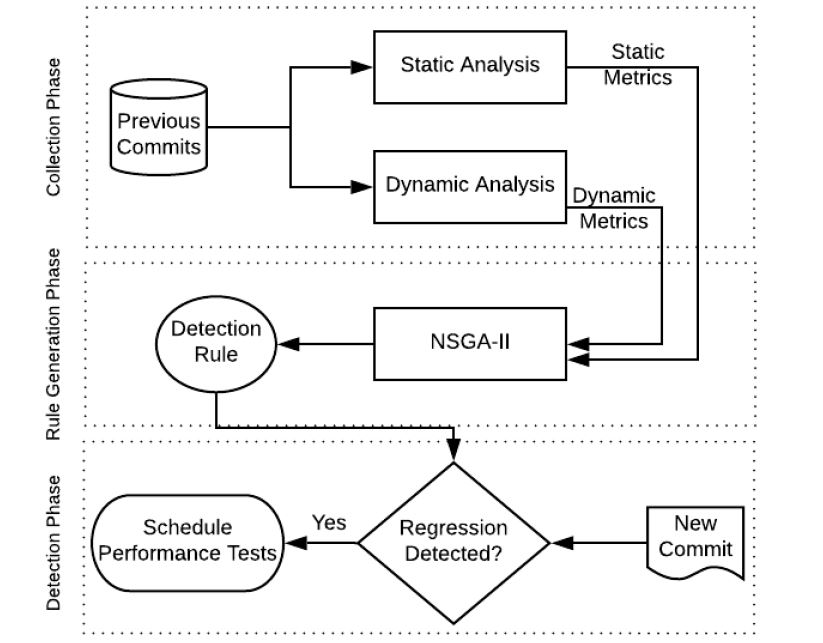 Collection Phase
Previous
Commits
Static Analysis
Static
Metrics
Dynamic Analysis
Dynamic
Metrics
Rule Generation Phase
Detection
Rule
NSGA-II
Detection Phase
Schedule
Performance Tests
Yes
Regression
Detected?
New
Commit